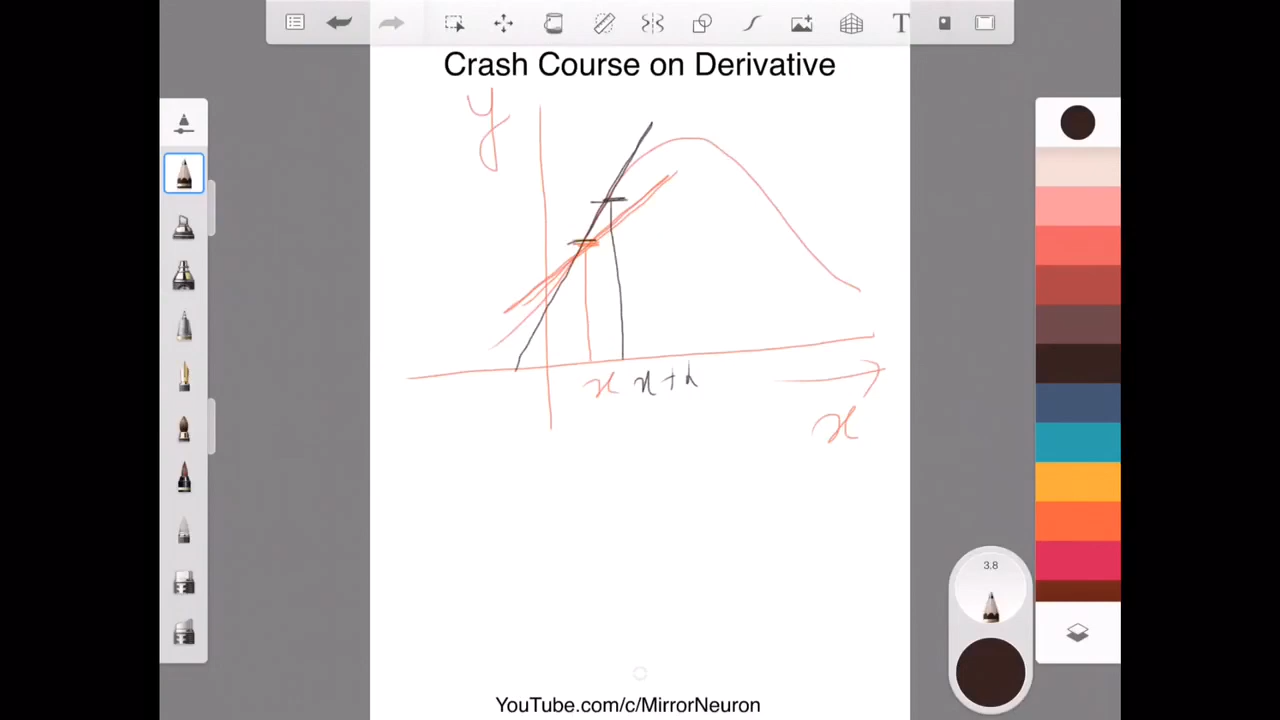 Crash Course on Derivative
y
x x+h
x
3.8
YouTube.com/c/MirrorNeuron